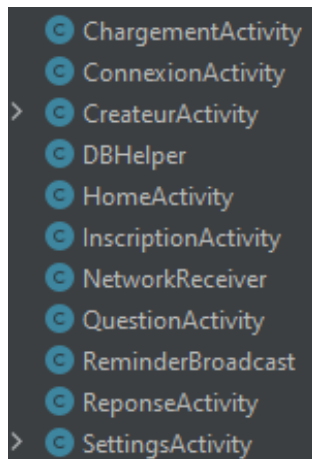 ChargementActivity
ConnexionActivity
CreateurActivity
DBHelper
HomeActivity
InscriptionActivity
NetworkReceiver
QuestionActivity
ReminderBroadcast
ReponseActivity
SettingsActivity